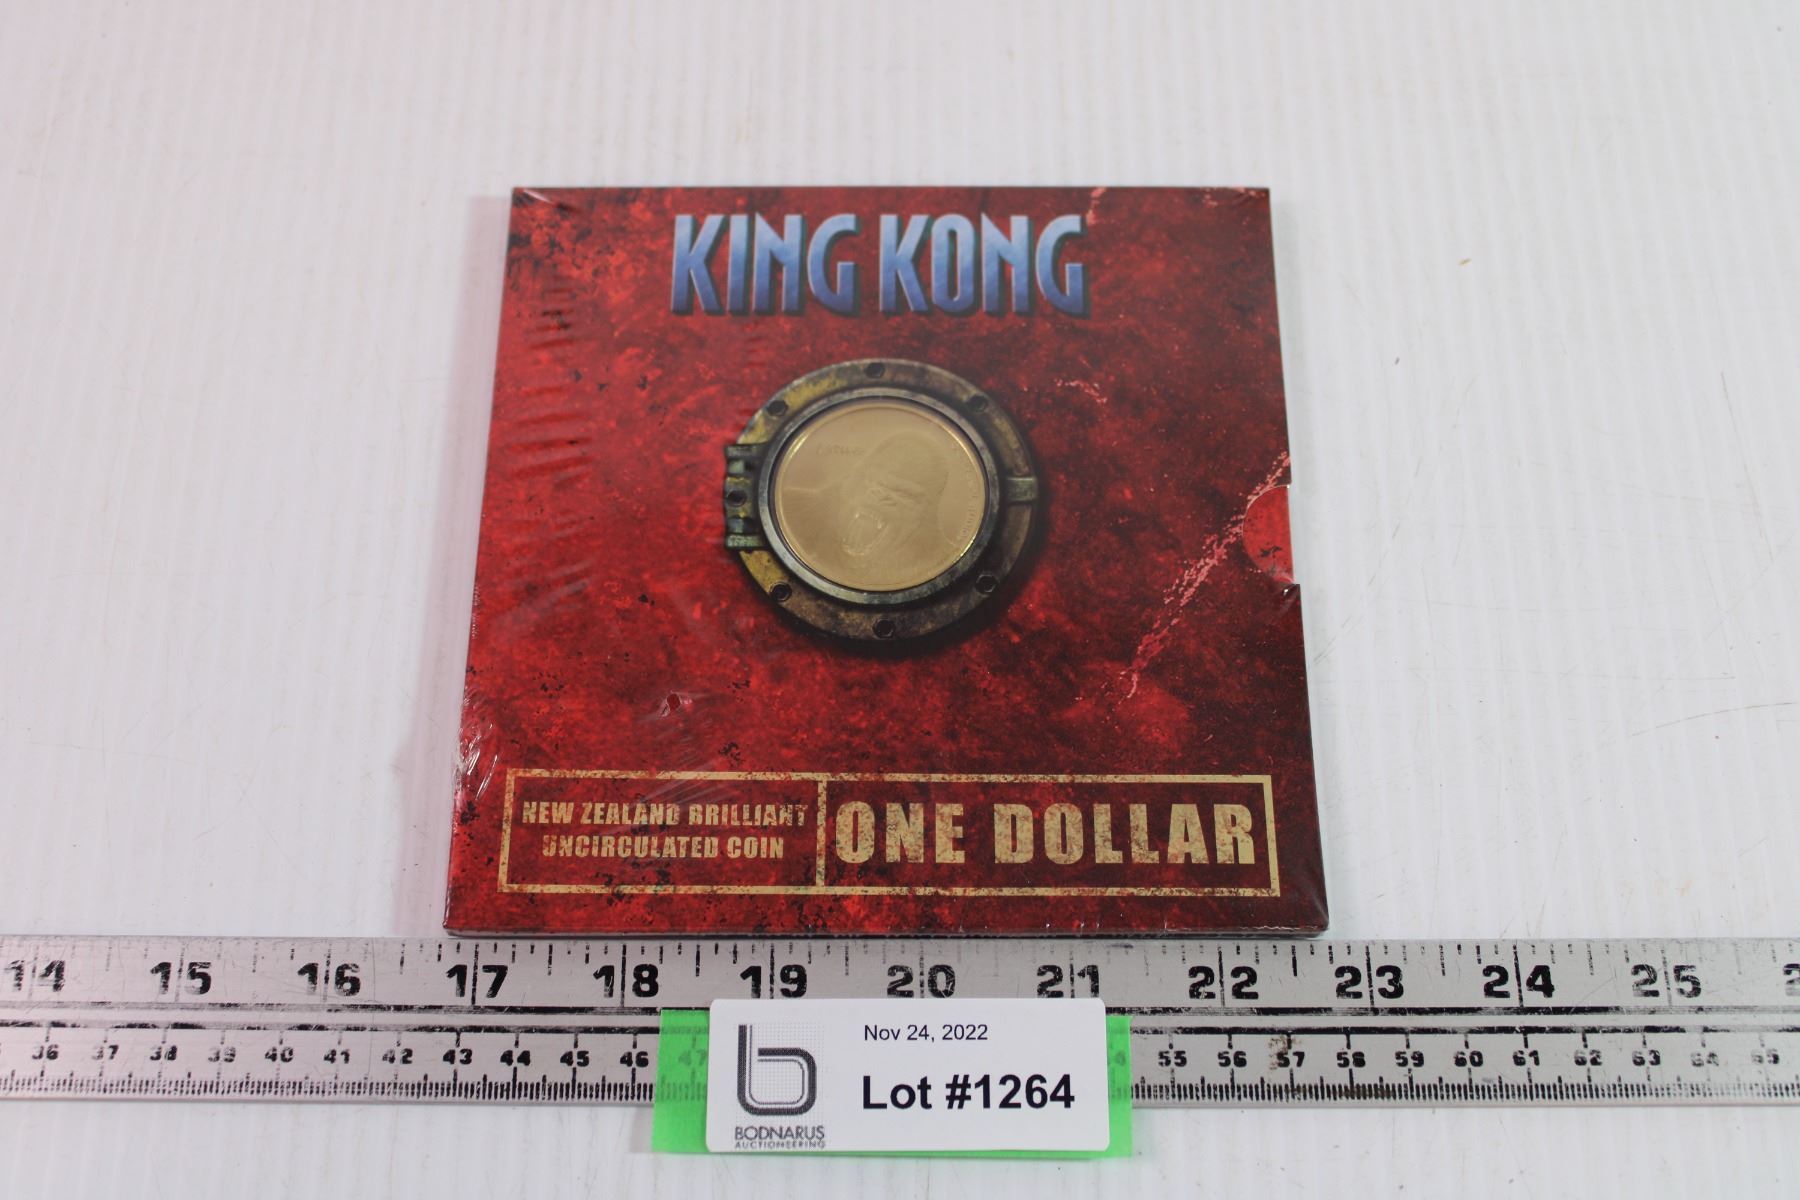 KING KONG
NEW ZEALAND BRILLIANT
UNCIRCULATED COIN
ONE DOLLAR
14 15 16 17 18 19 20 21 22 23 24 25
36 37 38 39 40 41 42 43 44 45 46 47 55 56 57 58 59 60 61 62 63 64 65
Nov 24, 2022
Lot #1264
BODNARUS
AUCTIONEERING